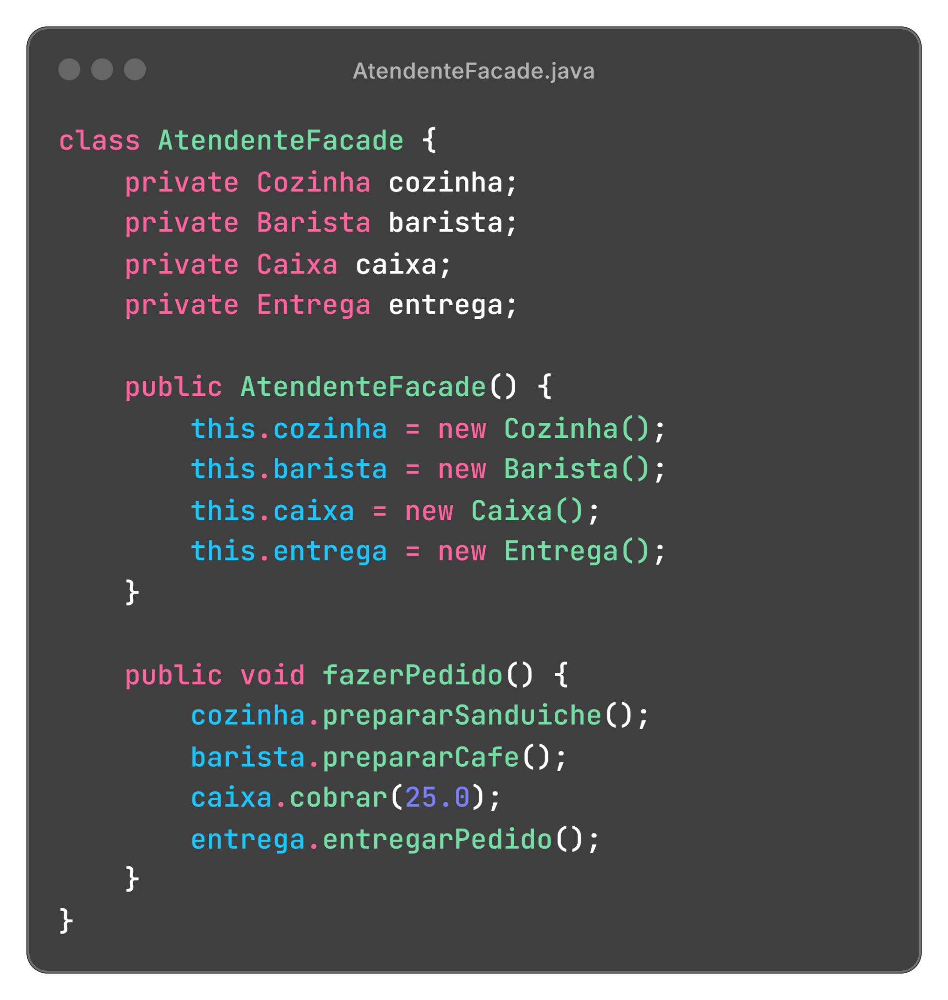 AtendenteFacade.java
class AtendenteFacade {
    private Cozinha cozinha;
    private Barista barista;
    private Caixa caixa;
    private Entrega entrega;

    public AtendenteFacade() {
        this.cozinha = new Cozinha();
        this.barista = new Barista();
        this.caixa = new Caixa();
        this.entrega = new Entrega();
    }

    public void fazerPedido() {
        cozinha.prepararSanduiche();
        barista.prepararCafe();
        caixa.cobrar(25.0);
        entrega.entregarPedido();
    }
}